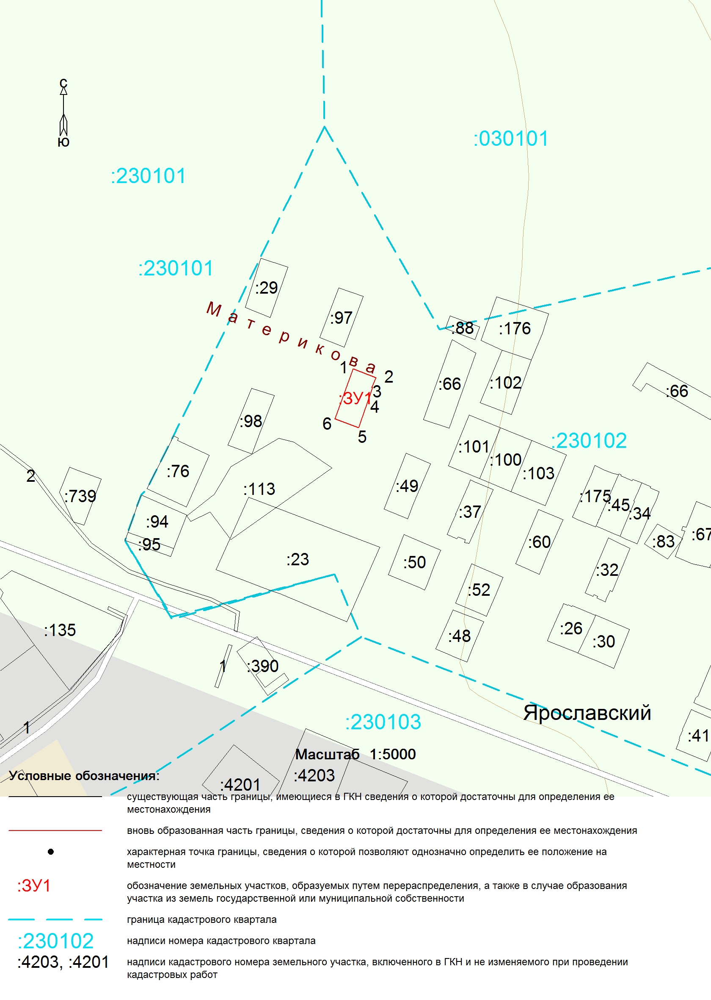 С
Ю
:030101
:230101
:230101
:29
Материкова
:97
:88
:176
1
2
:66
:102
:66
:ЗУ1
3
4
:98
6
5
:230102
:101
:100
:103
:76
2
:49
:113
:739
:175
:45
:34
:37
:94
:95
:60
:83
:67
:23
:50
:32
:52
:135
:48
:26
:30
1
:390
Ярославский
:230103
1
:41
Масштаб 1:5000
:4203
:4201
Условные обозначения:
существующая часть границы, имеющиеся в ГКН сведения о которой достаточны для определения ее
местонахождения
вновь образованная часть границы, сведения о которой достаточны для определения ее местонахождения
характерная точка границы, сведения о которой позволяют однозначно определить ее положение на
местности
:ЗУ1
обозначение земельных участков, образуемых путем перераспределения, а также в случае образования
участка из земель государственной или муниципальной собственности
граница кадастрового квартала
:230102
надписи номера кадастрового квартала
:4203, :4201
надписи кадастрового номера земельного участка, включенного в ГКН и не изменяемого при проведении
кадастровых работ